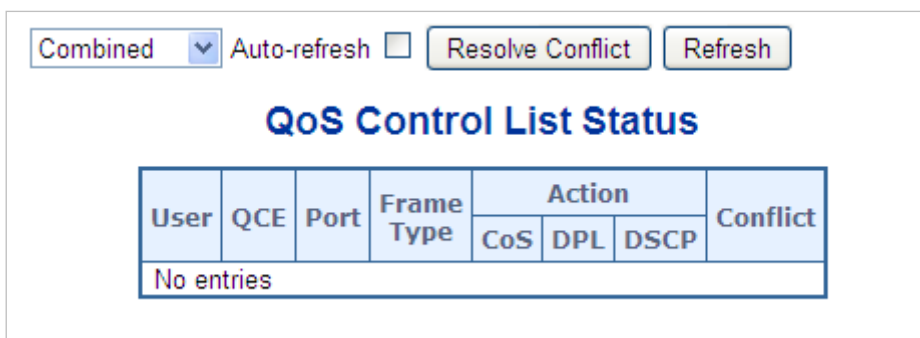 Combined Auto-refresh Resolve Conflict Refresh
QoS Control List Status
User QCE Port Frame Type Action Conflict
CoS DPL DSCP
No entries